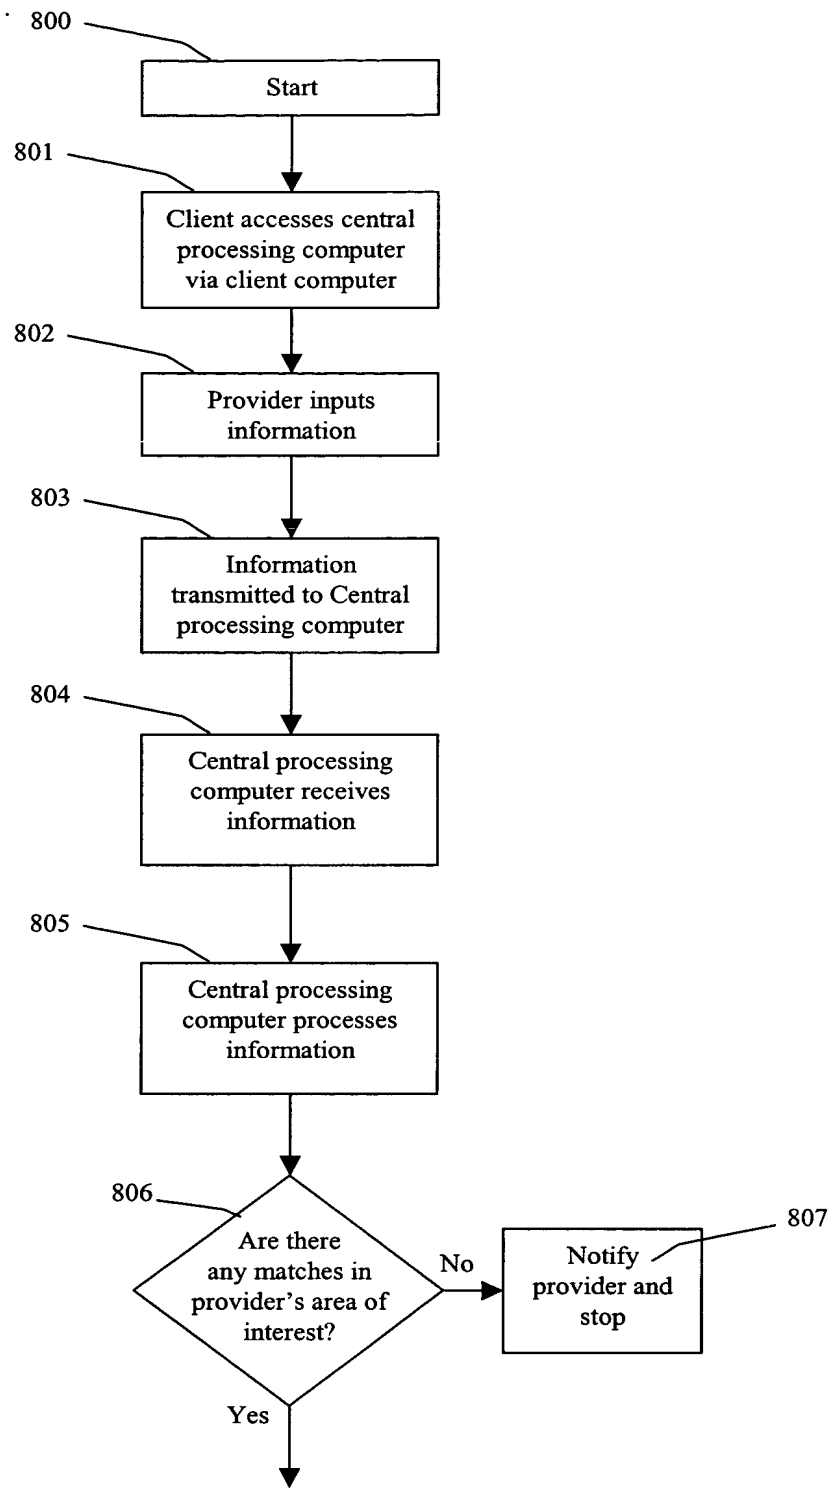 800
Start
801
Client accesses central
processing computer
via client computer
802
Provider inputs
information
803
Information
transmitted to Central
processing computer
804
Central processing
computer receives
information
805
Central processing
computer processes
information
806
Are there
any matches in
provider's area of
interest?
No
807
Notify
provider and
stop
Yes